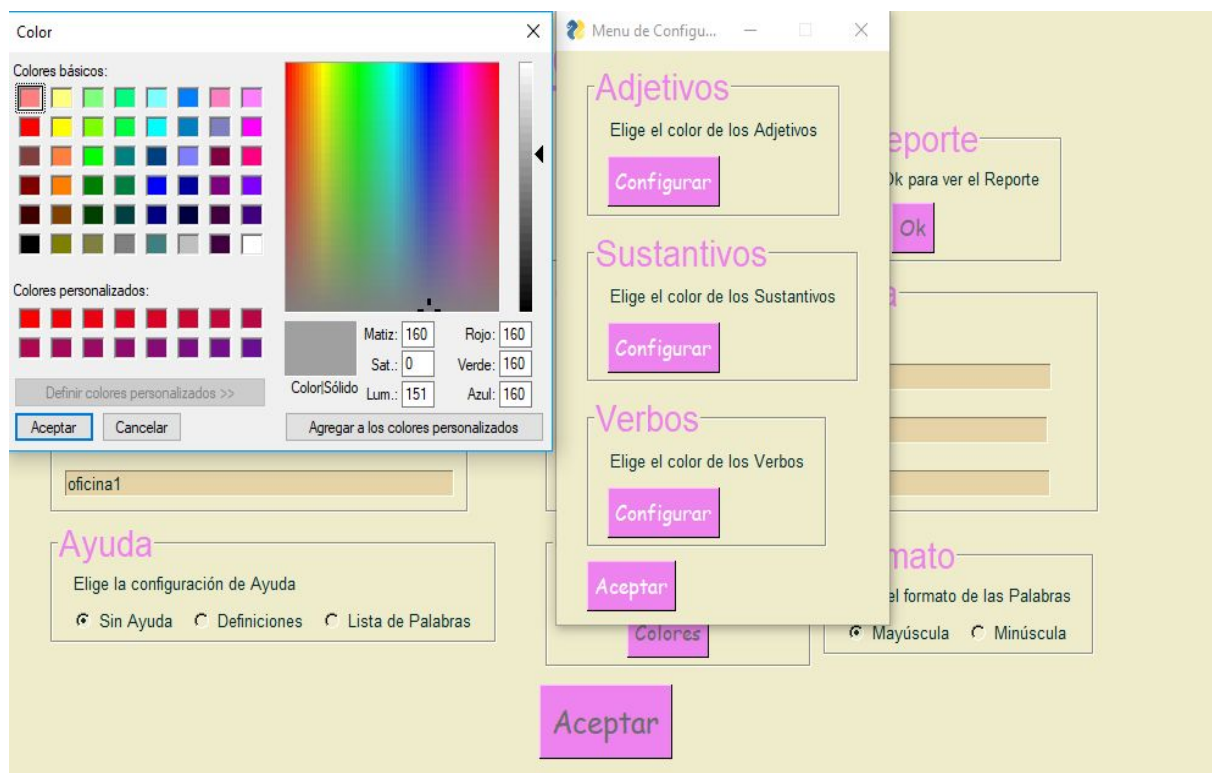 Color
Colores básicos:
Colores personalizados:
Definir colores personalizados >>
Aceptar
Cancelar
Color|Sólido
Matiz: 160
Sat.: 0
Lum.: 151
Rojo: 160
Verde: 160
Azul: 160
Agregar a los colores personalizados
Menu de Configu...
Adjetivos
Elige el color de los Adjetivos
Configurar
Sustantivos
Elige el color de los Sustantivos
Configurar
Verbos
Elige el color de los Verbos
Configurar
Aceptar
eporte
Ok para ver el Reporte
Ok
a
oficina1
Ayuda
Elige la configuración de Ayuda
Sin Ayuda
Definiciones
Lista de Palabras
Colores
mato
el formato de las Palabras
Mayúscula
Minúscula
Aceptar